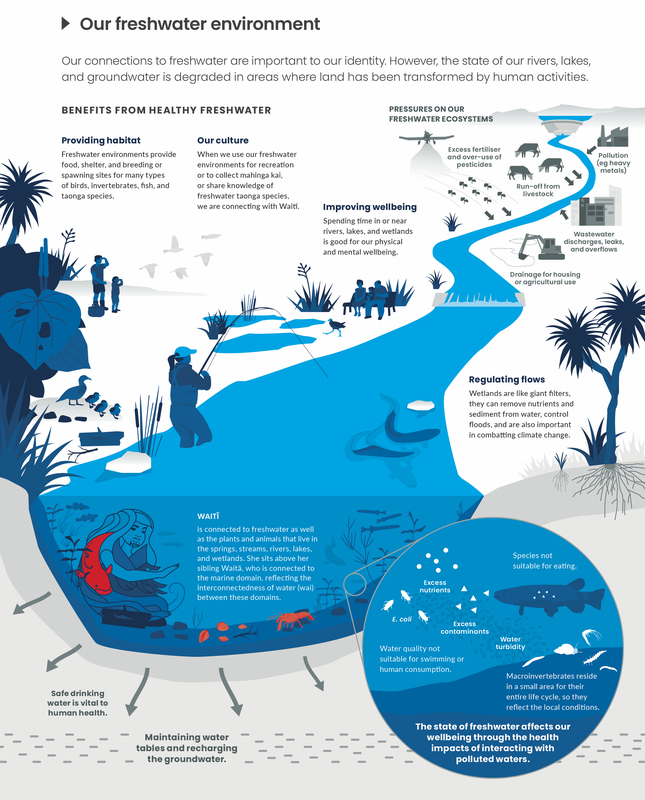 Our freshwater environment
Our connections to freshwater are important to our identity. However, the state of our rivers, lakes,
and groundwater is degraded in areas where land has been transformed by human activities.
BENEFITS FROM HEALTHY FRESHWATER
Providing habitat
Freshwater environments provide
food, shelter, and breeding or
spawning sites for many types
of birds, invertebrates, fish, and
taonga species.
Our culture
When we use our freshwater
environments for recreation
or to collect mahinga kai,
or share knowledge of
freshwater taonga species,
we are connecting with Waitī.
Improving wellbeing
Spending time in or near
rivers, lakes, and wetlands
is good for our physical
and mental wellbeing.
PRESSURES ON OUR
FRESHWATER ECOSYSTEMS
Excess fertiliser
and over-use of
pesticides
Pollution
(eg heavy
metals)
Run-off from
livestock
Wastewater
discharges, leaks,
and overflows
Drainage for housing
or agricultural use
Regulating flows
Wetlands are like giant filters,
they can remove nutrients and
sediment from water, control
floods, and are also important
in combatting climate change.
WAITĪ
is connected to freshwater as well
as the plants and animals that live in
the springs, streams, rivers, lakes,
and wetlands. She sits above her
sibling Waitā, who is connected to
the marine domain, reflecting the
interconnectedness of water (wai)
between these domains.
Species not
suitable for eating.
Excess
nutrients
E. coli
Excess
contaminants
Water
turbidity
Water quality not
suitable for swimming or
human consumption.
Macroinvertebrates reside
in a small area for their
entire life cycle, so they
reflect the local conditions.
The state of freshwater affects our
wellbeing through the health
impacts of interacting with
polluted waters.
Safe drinking
water is vital to
human health.
Maintaining water
tables and recharging
the groundwater.